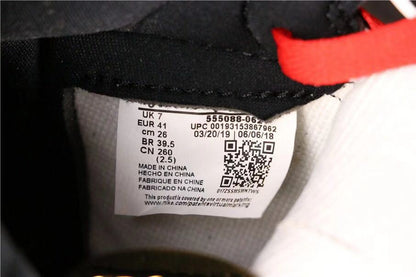 UK 7 555088-062
EUR 41 UPC 00193153867962
cm 26 03/20/19 06/06/18
BR 39.5
CN 260
(2.5)
MADE IN CHINA
HECHO EN CHINA
FABRIQUE EN CHINE
FABRICADO NA CHINA
This product is covered by one or more of the
www.nike.com/patents